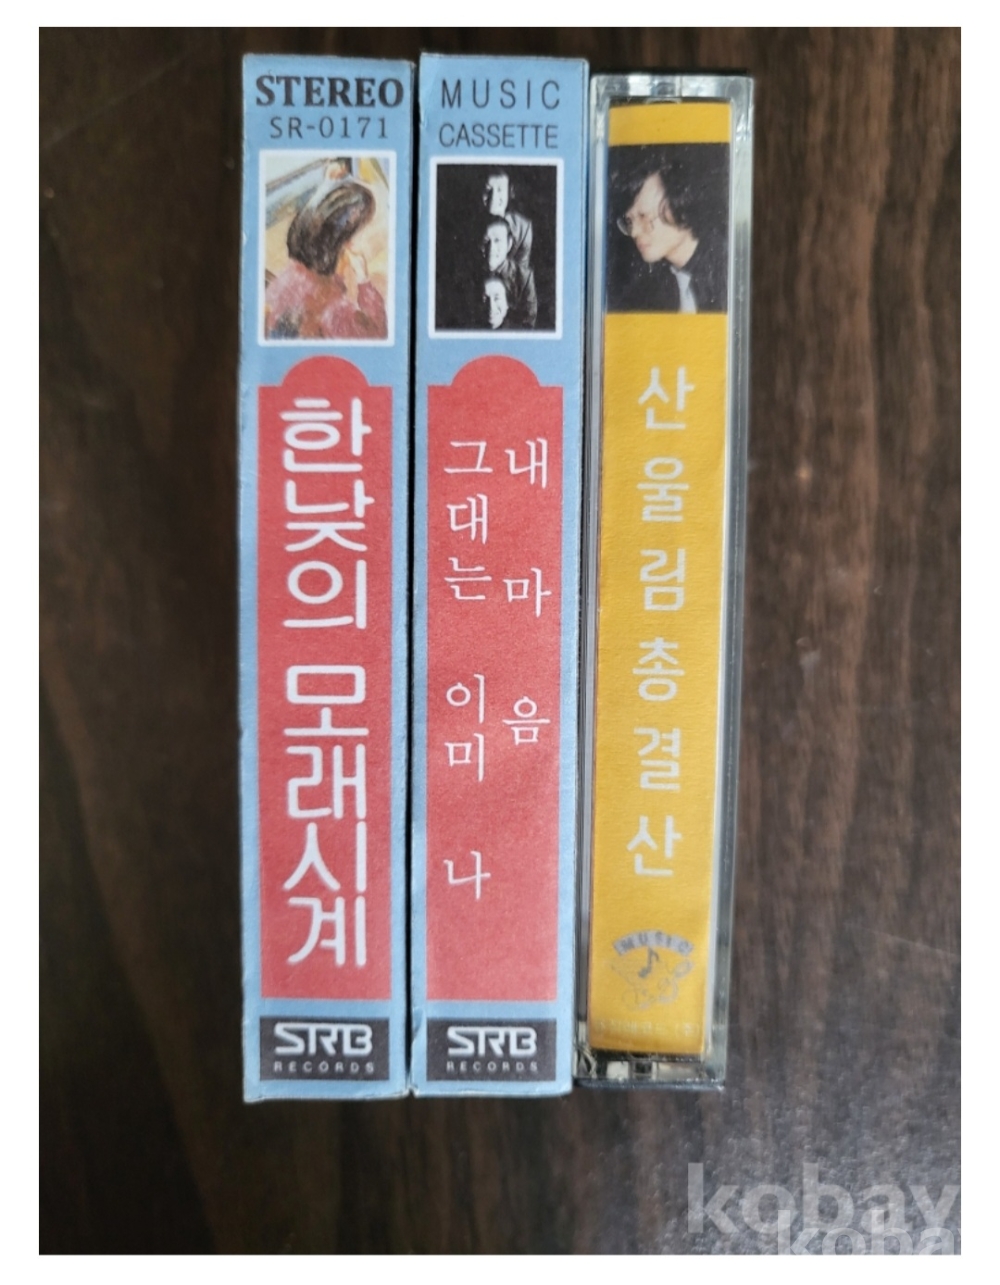 STEREO
SR-0171
한낮의 모래시계
SRB
RECORDS
MUSIC
CASSETTE
내 마 음
그대는 이미 나
SRB
RECORDS
산울림총결산
MUSIC
kobay
koba